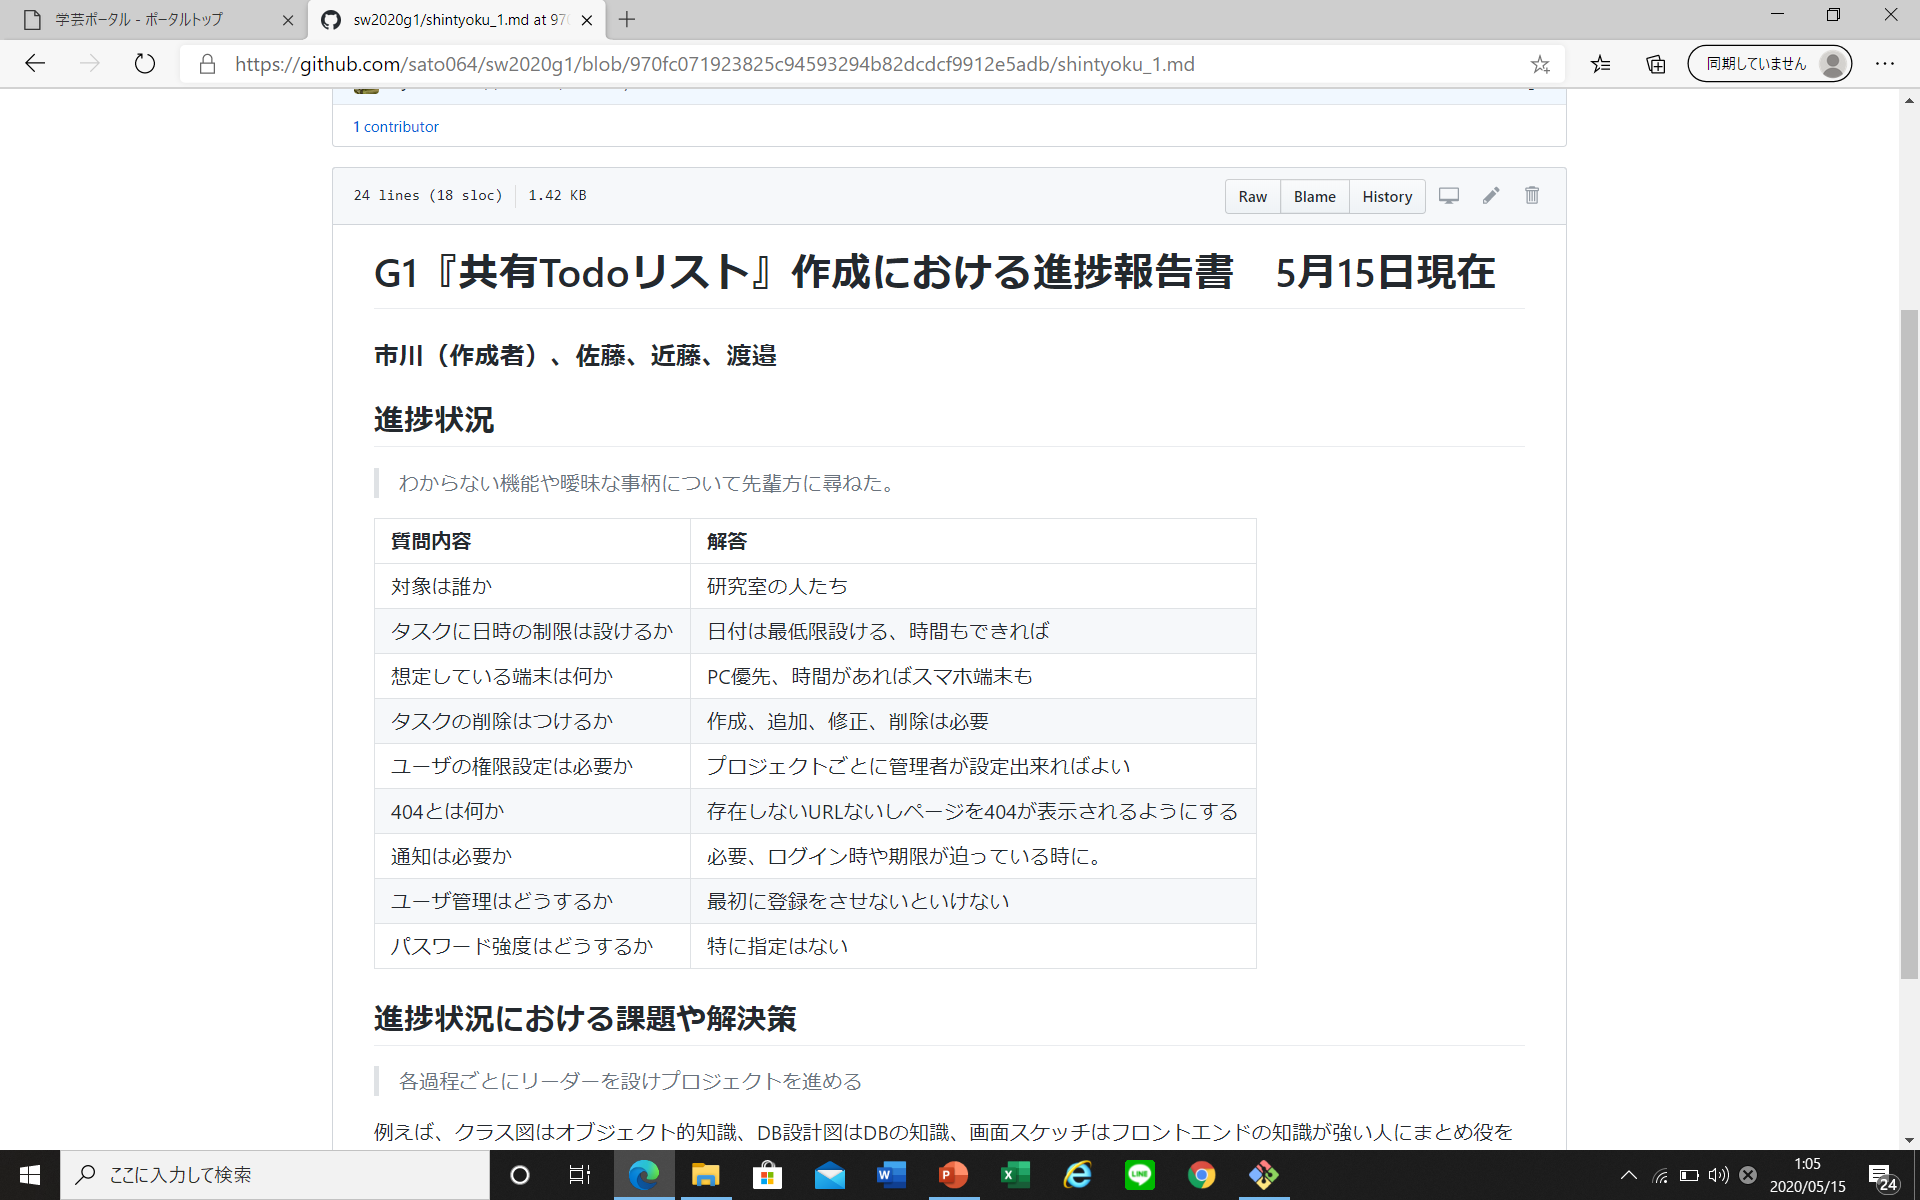 学芸ポータル - ポータルトップ
sw2020g1/shintyoku_1.md at 970
https://github.com/sato064/sw2020g1/blob/970fc071923825c94593294b82dcdcf9912e5adb/shintyoku_1.md
同期していません
1 contributor
24 lines (18 sloc) 1.42 KB
Raw Blame History
G1『共有Todoリスト』作成における進捗報告書　5月15日現在
市川（作成者）、佐藤、近藤、渡邉
進捗状況
わからない機能や曖昧な事柄について先輩方に尋ねた。
質問内容 解答
対象は誰か 研究室の人たち
タスクに日時の制限は設けるか 日付は最低限設ける、時間もできれば
想定している端末は何か PC優先、時間があればスマホ端末も
タスクの削除はつけるか 作成、追加、修正、削除は必要
ユーザの権限設定は必要か プロジェクトごとに管理者が設定出来ればよい
404とは何か 存在しないURLないしページを404が表示されるようにする
通知は必要か 必要、ログイン時や期限が迫っている時に。
ユーザ管理はどうするか 最初に登録をさせないといけない
パスワード強度はどうするか 特に指定はない
進捗状況における課題や解決策
各過程ごとにリーダーを設けプロジェクトを進める
例えば、クラス図はオブジェクト的知識、DB設計図はDBの知識、画面スケッチはフロントエンドの知識が強い人にまとめ役を
ここに入力して検索
LINE
1:05
2020/05/15
24